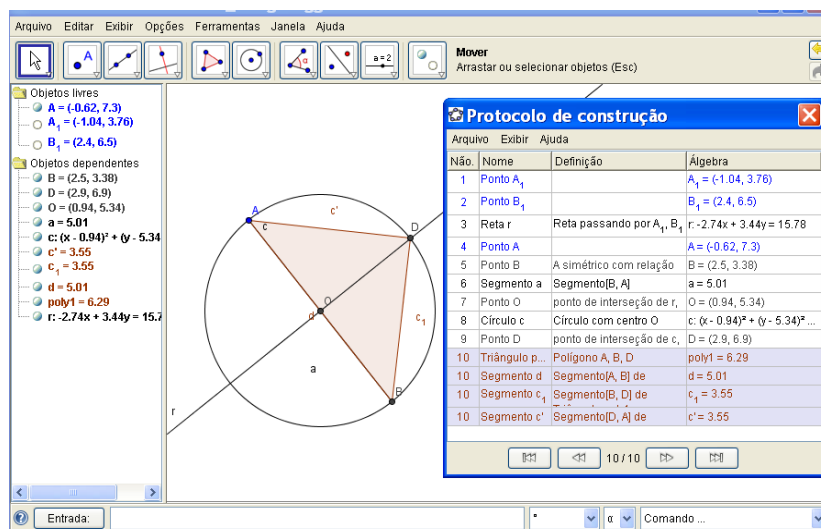 Arquivo Editar Exibir Opções Ferramentas Janela Ajuda
A
α
a=2
Mover
Arrastar ou selecionar objetos (Esc)
Objetos livres
A = (-0.62, 7.3)
A₁ = (-1.04, 3.76)
B₁ = (2.4, 6.5)
Objetos dependentes
B = (2.5, 3.38)
D = (2.9, 6.9)
O = (0.94, 5.34)
a = 5.01
c: (x - 0.94)² + (y - 5.34
c' = 3.55
c₁ = 3.55
d = 5.01
poly1 = 6.29
r: -2.74x + 3.44y = 15.7
A
c
c'
D
O
d
c₁
a
B
r
Protocolo de construção
Arquivo Exibir Ajuda
Não. Nome Definição Álgebra
1 Ponto A₁ A₁ = (-1.04, 3.76)
2 Ponto B₁ B₁ = (2.4, 6.5)
3 Reta r Reta passando por A₁, B₁ r: -2.74x + 3.44y = 15.78
4 Ponto A A = (-0.62, 7.3)
5 Ponto B A simétrico com relação B = (2.5, 3.38)
6 Segmento a Segmento[B, A] a = 5.01
7 Ponto O ponto de interseção de r, O = (0.94, 5.34)
8 Círculo c Círculo com centro O c: (x - 0.94)² + (y - 5.34)² ...
9 Ponto D ponto de interseção de c, D = (2.9, 6.9)
10 Triângulo p... Polígono A, B, D poly1 = 6.29
10 Segmento d Segmento[A, B] de d = 5.01
10 Segmento c₁ Segmento[B, D] de c₁ = 3.55
10 Segmento c' Segmento[D, A] de c' = 3.55
10 / 10
Entrada: ° α Comando ...